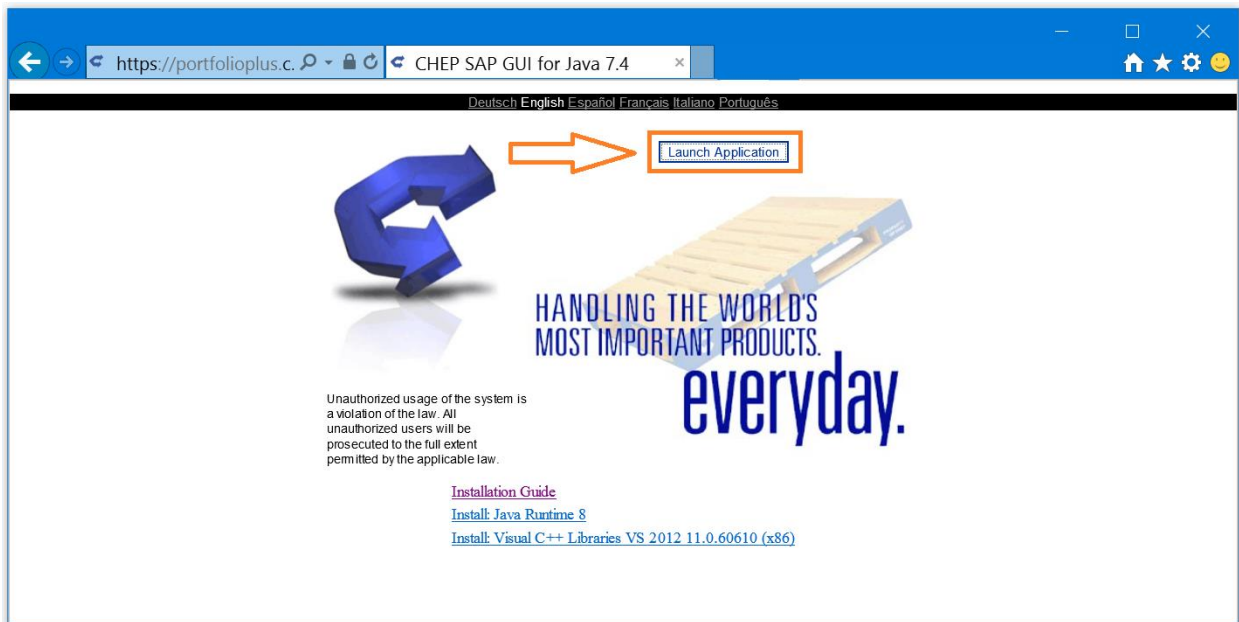 https://portfolioplus.c.
CHEP SAP GUI for Java 7.4
Deutsch English Español Français Italiano Português
Launch Application
HANDLING THE WORLD'S
MOST IMPORTANT PRODUCTS.
everyday.
Unauthorized usage of the system is
a violation of the law. All
unauthorized users will be
prosecuted to the full extent
permitted by the applicable law.
Installation Guide
Install: Java Runtime 8
Install: Visual C++ Libraries VS 2012 11.0.60610 (x86)